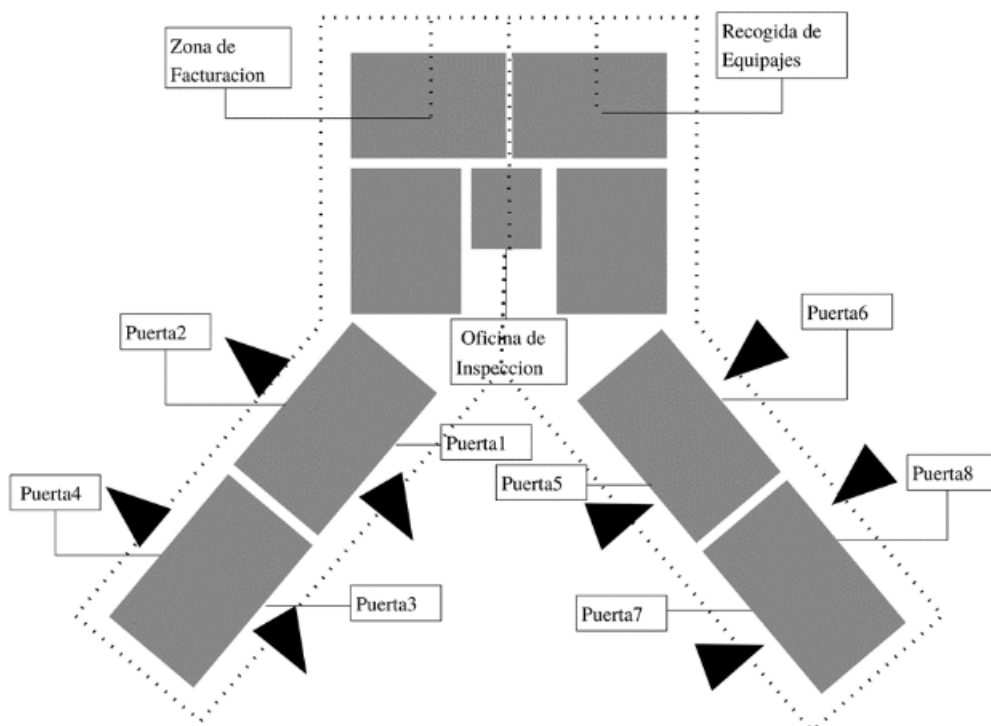 Zona de
Facturacion
Recogida de
Equipajes
Puerta2
Oficina de
Inspeccion
Puerta6
Puerta1
Puerta4
Puerta5
Puerta8
Puerta3
Puerta7